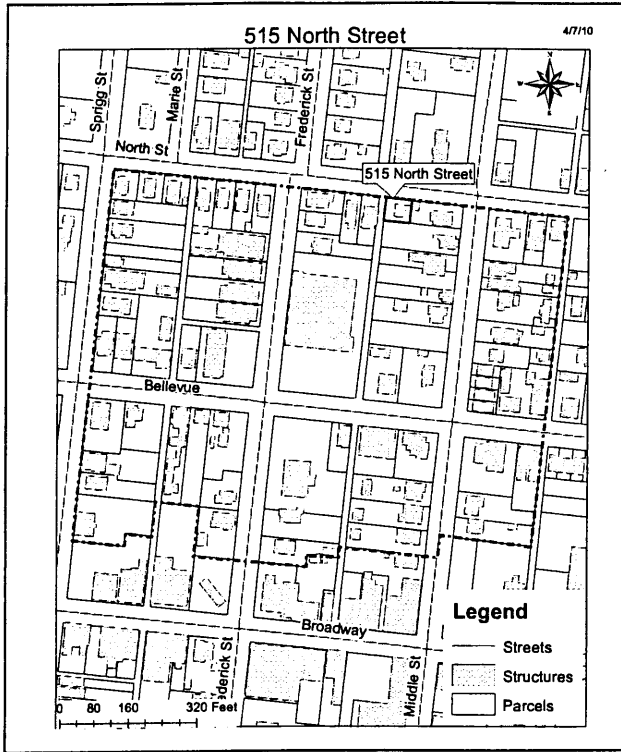 515 North Street
4/7/10
Sprigg St
Marie St
Frederick St
North St
515 North Street
Bellevue
Broadway
ederick St
Middle St
Legend
Streets
Structures
Parcels
0 80 160 320 Feet